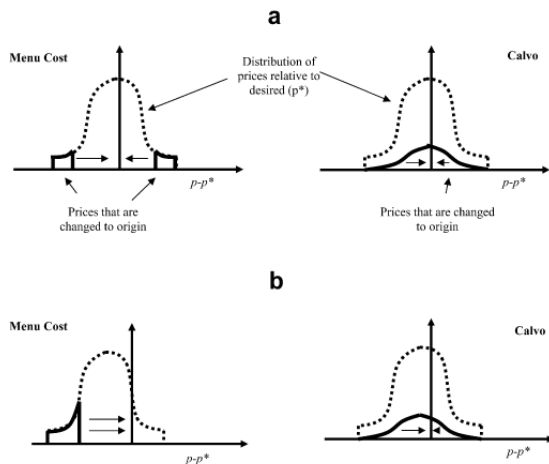 a
Menu Cost
Distribution of
prices relative to
desired (p*)
Calvo
p-p*
p-p*
Prices that are
changed to origin
Prices that are changed
to origin
b
Menu Cost
Calvo
p-p*
p-p*